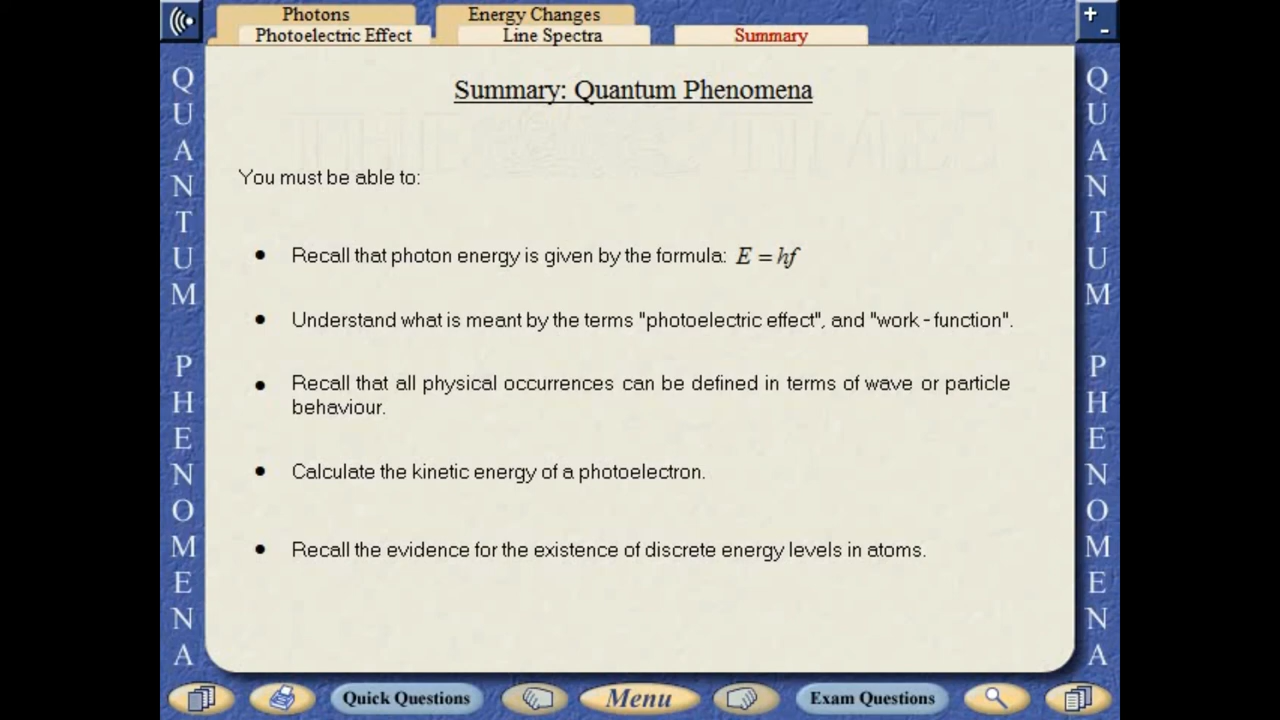 Photons
Energy Changes
Photoelectric Effect
Line Spectra
Summary
+
-
QUANTUM PHENOMENA
QUANTUM PHENOMENA
Summary: Quantum Phenomena
You must be able to:
• Recall that photon energy is given by the formula: E = hf
• Understand what is meant by the terms "photoelectric effect", and "work - function".
• Recall that all physical occurrences can be defined in terms of wave or particle
behaviour.
• Calculate the kinetic energy of a photoelectron.
• Recall the evidence for the existence of discrete energy levels in atoms.
Quick Questions
Menu
Exam Questions